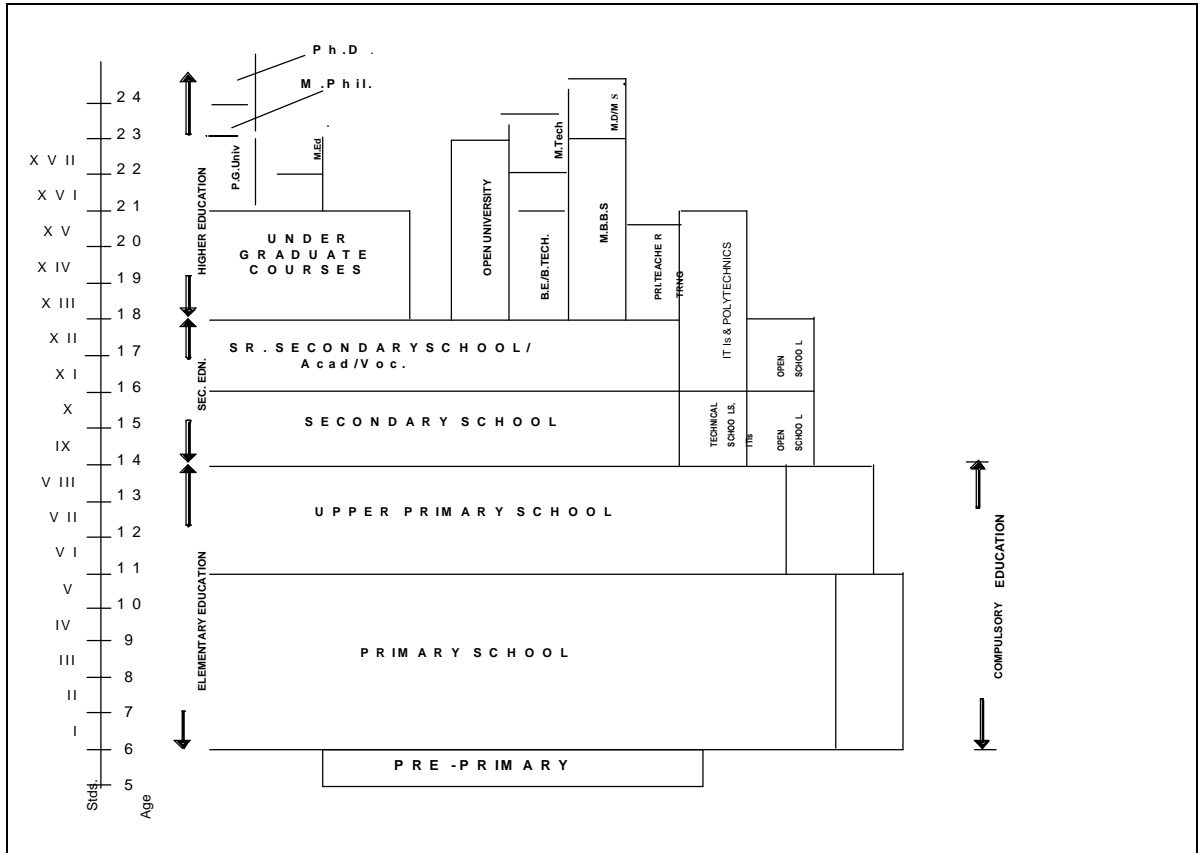 Ph.D.
M.Phil.
24
23
XVII
22
XVI
21
XV
20
XIV
19
XIII
18
XII
17
XI
16
X
15
IX
14
VIII
13
VII
12
VI
11
V
10
IV
9
III
8
II
7
I
6
5
Stds.
Age
HIGHER EDUCATION
SEC. EDN.
ELEMENTARY EDUCATION
P.G.Univ
M.Ed
UNDER
GRADUATE
COURSES
OPEN UNIVERSITY
M.Tech
B.E./B.TECH.
M.D/M S
M.B.B.S
PRI.TEACHER
TRNG
IT Is & POLYTECHNICS
SR. SECONDARY SCHOOL/
Acad/Voc.
OPEN
SCHOOL
SECONDARY SCHOOL
TECHNICAL
SCHOOLS,
ITIs
OPEN
SCHOOL
UPPER PRIMARY SCHOOL
PRIMARY SCHOOL
PRE-PRIMARY
COMPULSORY EDUCATION